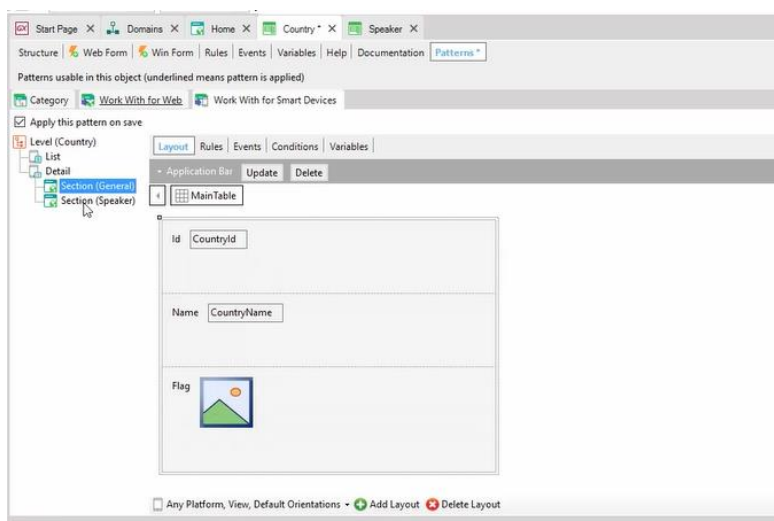 GX Start Page X Domains X Home X Country * X Speaker X
Structure Web Form Win Form Rules Events Variables Help Documentation Patterns *
Patterns usable in this object (underlined means pattern is applied)
Category Work With for Web Work With for Smart Devices
Apply this pattern on save
Level (Country)
List
Detail
Section (General)
Section (Speaker)
Layout Rules Events Conditions Variables
Application Bar Update Delete
MainTable
Id CountryId
Name CountryName
Flag
Any Platform, View, Default Orientations Add Layout Delete Layout